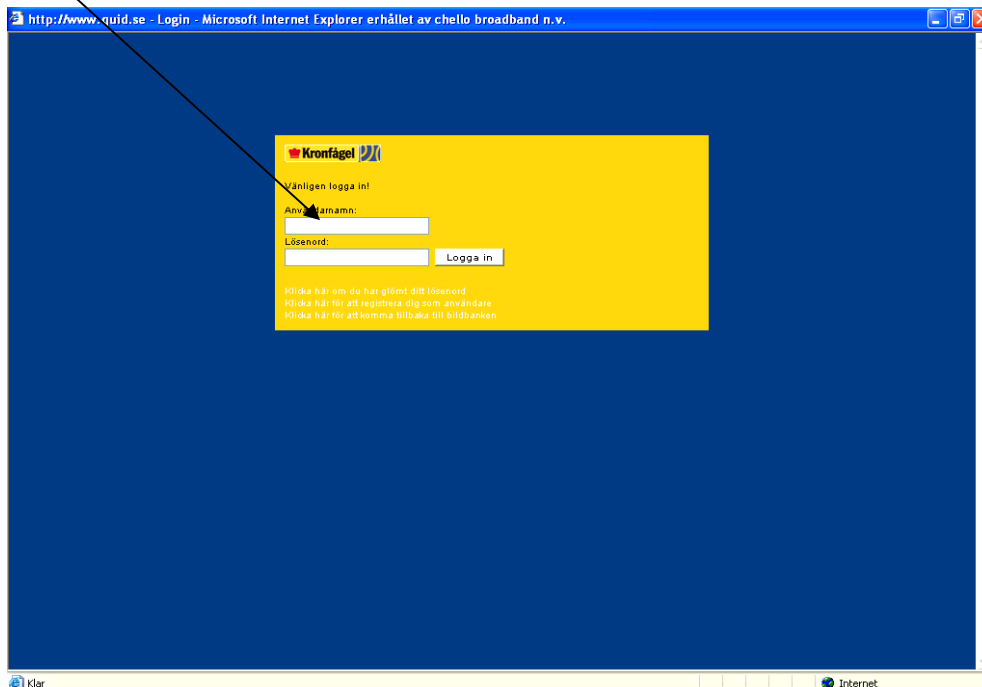 http://www.quid.se - Login - Microsoft Internet Explorer erhållet av chello broadband n.v.
Kronfågel
Vänligen logga in!
Användarnamn:
Lösenord:
Logga in
Klicka här om du har glömt ditt lösenord
Klicka här för att registrera dig som användare
Klicka här för att komma tillbaka till bildbanken
Klar
Internet